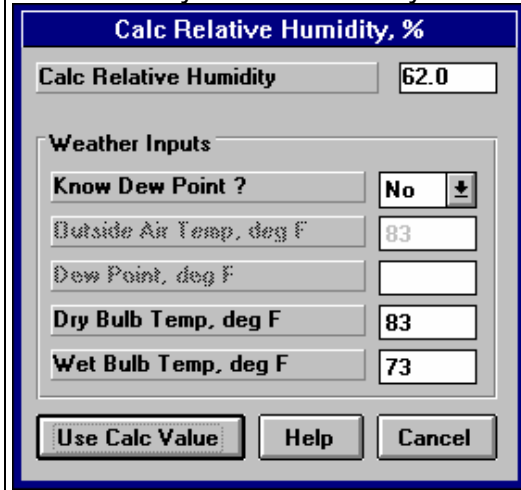 Calc Relative Humidity, %
Calc Relative Humidity 62.0
Weather Inputs
Know Dew Point ? No
Outside Air Temp, deg F 83
Dew Point, deg F
Dry Bulb Temp, deg F 83
Wet Bulb Temp, deg F 73
Use Calc Value Help Cancel